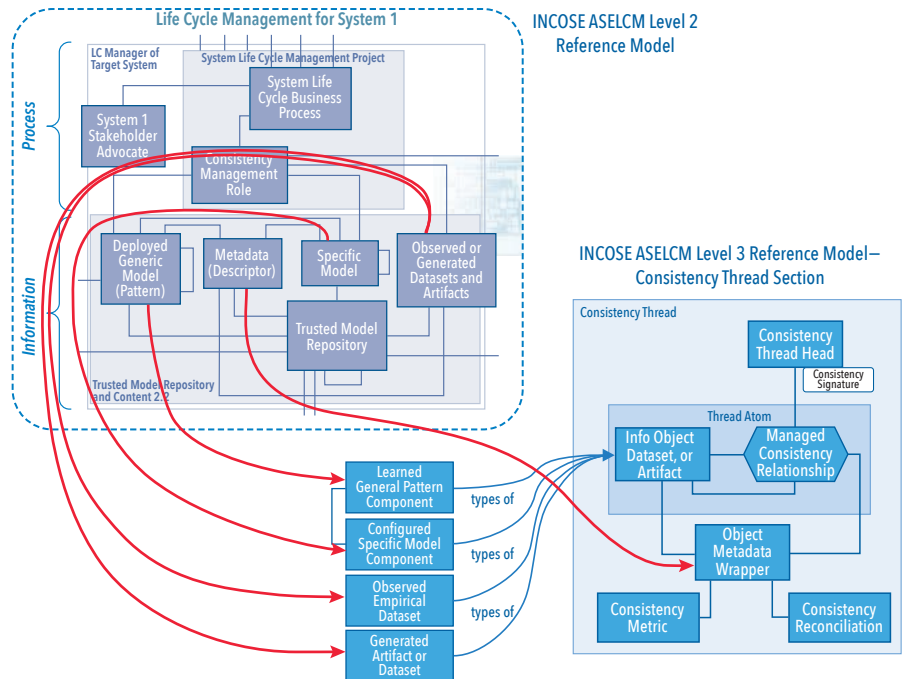 Life Cycle Management for System 1
INCOSE ASELCM Level 2
Reference Model
LC Manager of
Target System
System Life Cycle Management Project
System Life
Cycle Business
Process
System 1
Stakeholder
Advocate
Process
Consistency
Management
Role
Information
Deployed
Generic
Model
(Pattern)
Metadata
(Descriptor)
Specific
Model
Observed or
Generated
Datasets and
Artifacts
Trusted Model
Repository
Trusted Model Repository
and Content 2.2
INCOSE ASELCM Level 3 Reference Model—
Consistency Thread Section
Consistency Thread
Consistency
Thread Head
Consistency
Signature
Thread Atom
Info Object
Dataset, or
Artifact
Managed
Consistency
Relationship
Object
Metadata
Wrapper
Consistency
Metric
Consistency
Reconciliation
Learned
General Pattern
Component
types of
Configured
Specific Model
Component
types of
Observed
Empirical
Dataset
types of
Generated
Artifact or
Dataset